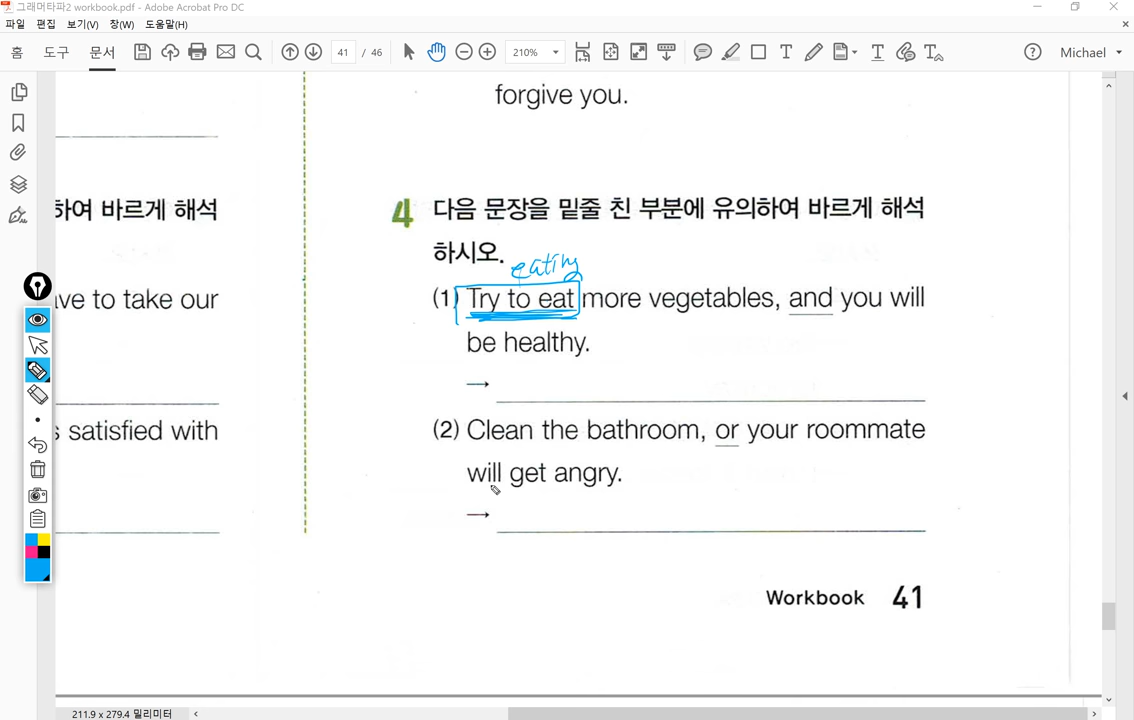 그래머타파2 workbook.pdf - Adobe Acrobat Pro DC
파일 편집 보기(V) 창(W) 도움말(H)
홈 도구 문서 41 / 46 210% Michael
forgive you.
하여 바르게 해석
ave to take our
s satisfied with
4 다음 문장을 밑줄 친 부분에 유의하여 바르게 해석
하시오.
eating
(1) Try to eat more vegetables, and you will
be healthy.
→
(2) Clean the bathroom, or your roommate
will get angry.
→
Workbook 41
211.9 x 279.4 밀리미터